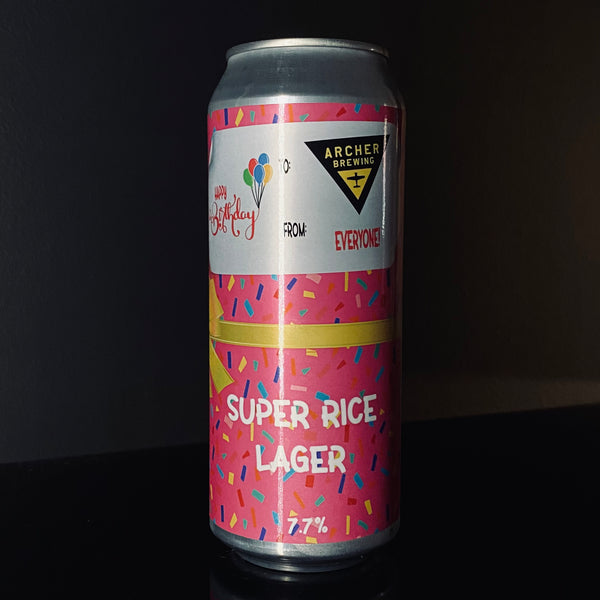 HAPPY
Birthday
TO:
ARCHER
BREWING
FROM:
EVERYONE!
SUPER RICE
LAGER
7.7%